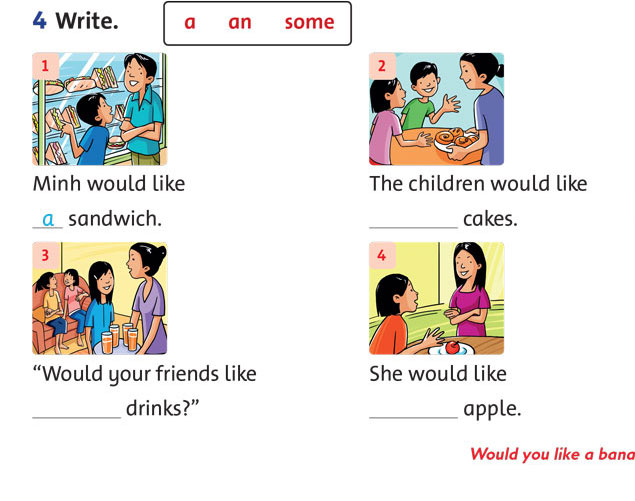 4 Write.
a an some
1
2
Minh would like
a sandwich.
The children would like
________ cakes.
3
4
“Would your friends like
________ drinks?”
She would like
________ apple.
Would you like a bana